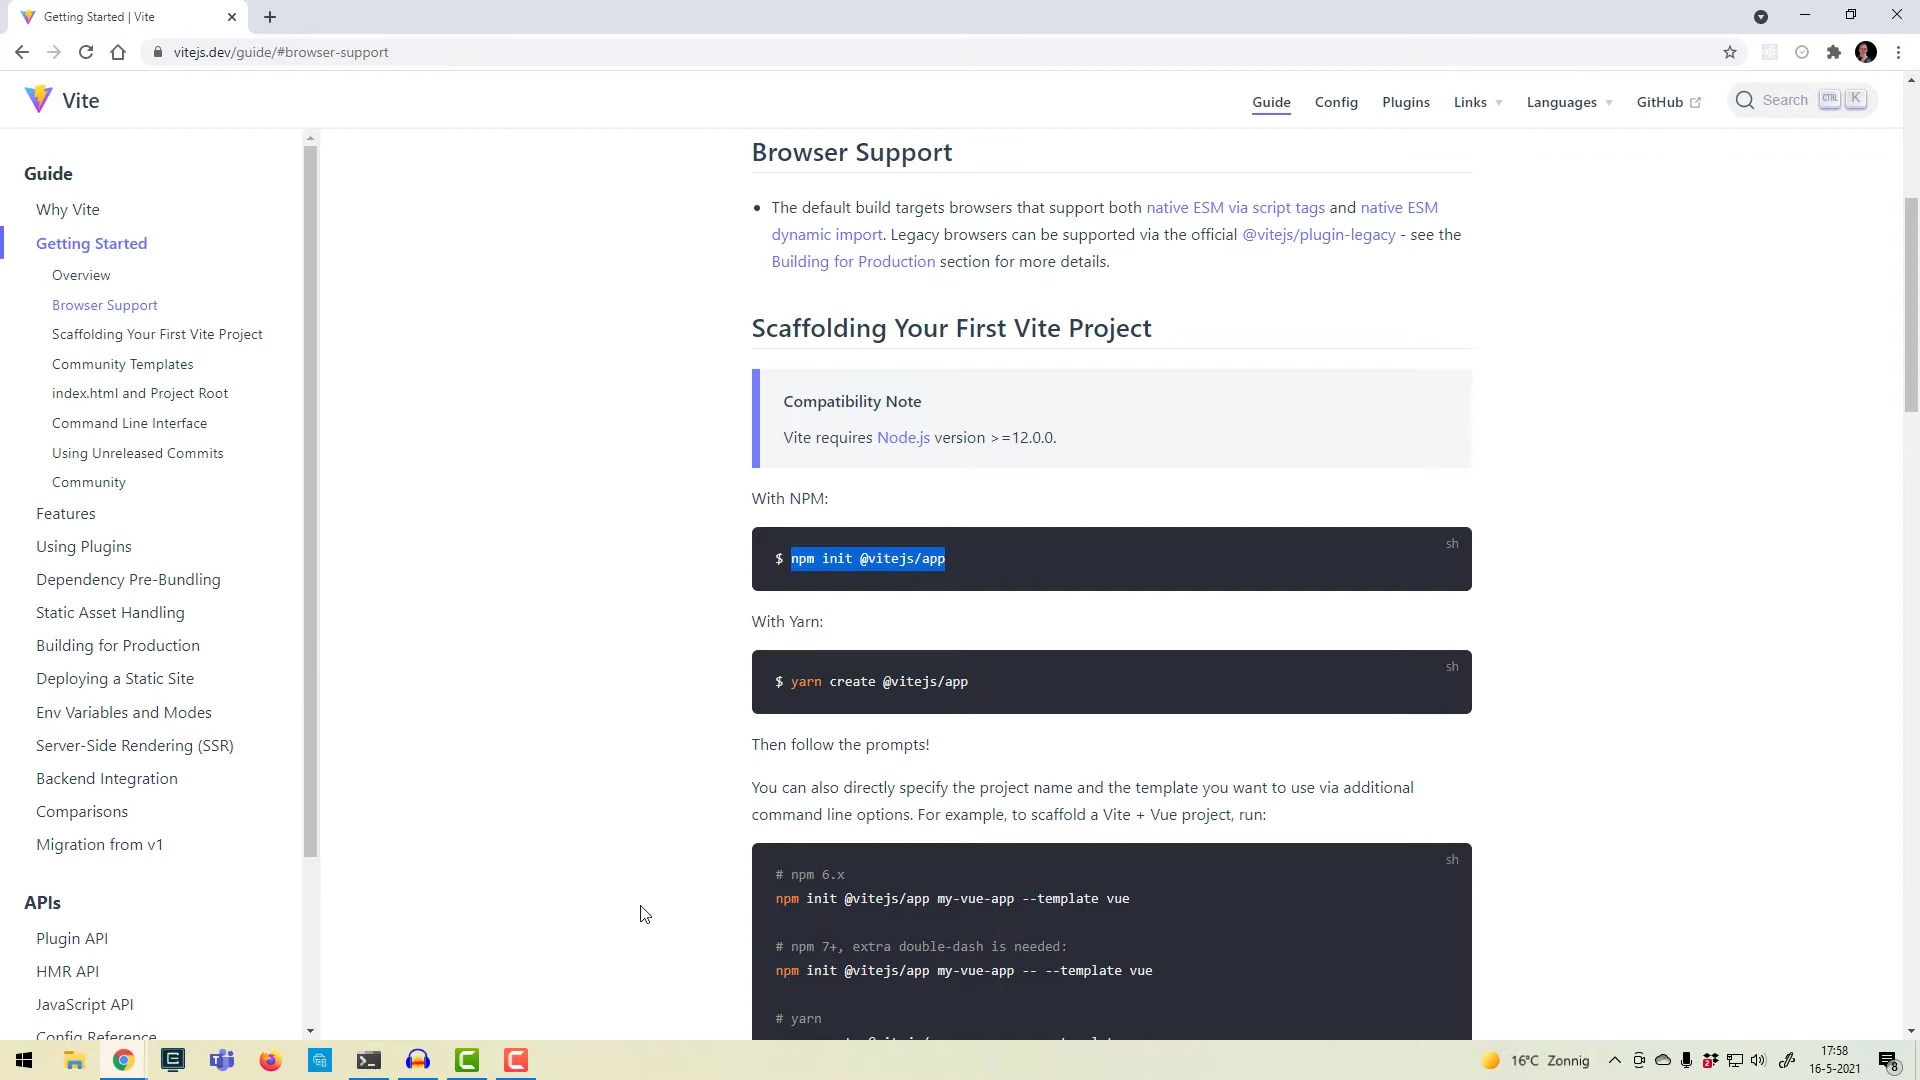 Getting Started | Vite
vitejs.dev/guide/#browser-support
Vite
Guide
Config
Plugins
Links
Languages
GitHub
Search
CTRL
K
Guide
Why Vite
Getting Started
Overview
Browser Support
Scaffolding Your First Vite Project
Community Templates
index.html and Project Root
Command Line Interface
Using Unreleased Commits
Community
Features
Using Plugins
Dependency Pre-Bundling
Static Asset Handling
Building for Production
Deploying a Static Site
Env Variables and Modes
Server-Side Rendering (SSR)
Backend Integration
Comparisons
Migration from v1
APIs
Plugin API
HMR API
JavaScript API
Config Reference
Browser Support
The default build targets browsers that support both native ESM via script tags and native ESM
dynamic import. Legacy browsers can be supported via the official @vitejs/plugin-legacy - see the
Building for Production section for more details.
Scaffolding Your First Vite Project
Compatibility Note
Vite requires Node.js version >=12.0.0.
With NPM:
sh
$ npm init @vitejs/app
With Yarn:
sh
$ yarn create @vitejs/app
Then follow the prompts!
You can also directly specify the project name and the template you want to use via additional
command line options. For example, to scaffold a Vite + Vue project, run:
sh
# npm 6.x
npm init @vitejs/app my-vue-app --template vue
# npm 7+, extra double-dash is needed:
npm init @vitejs/app my-vue-app -- --template vue
# yarn
16°C Zonnig
17:58
16-5-2021
8